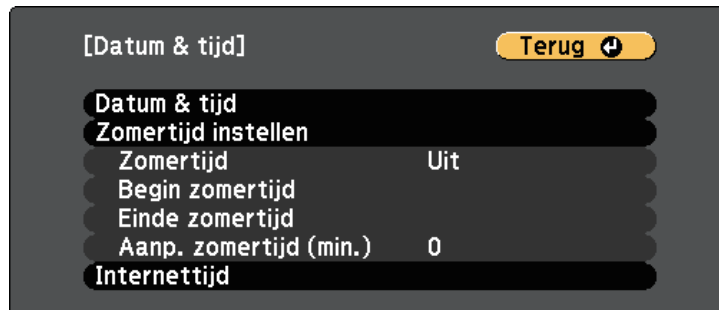 [Datum & tijd] Terug
Datum & tijd
Zomertijd instellen
Zomertijd Uit
Begin zomertijd
Einde zomertijd
Aanp. zomertijd (min.) 0
Internettijd